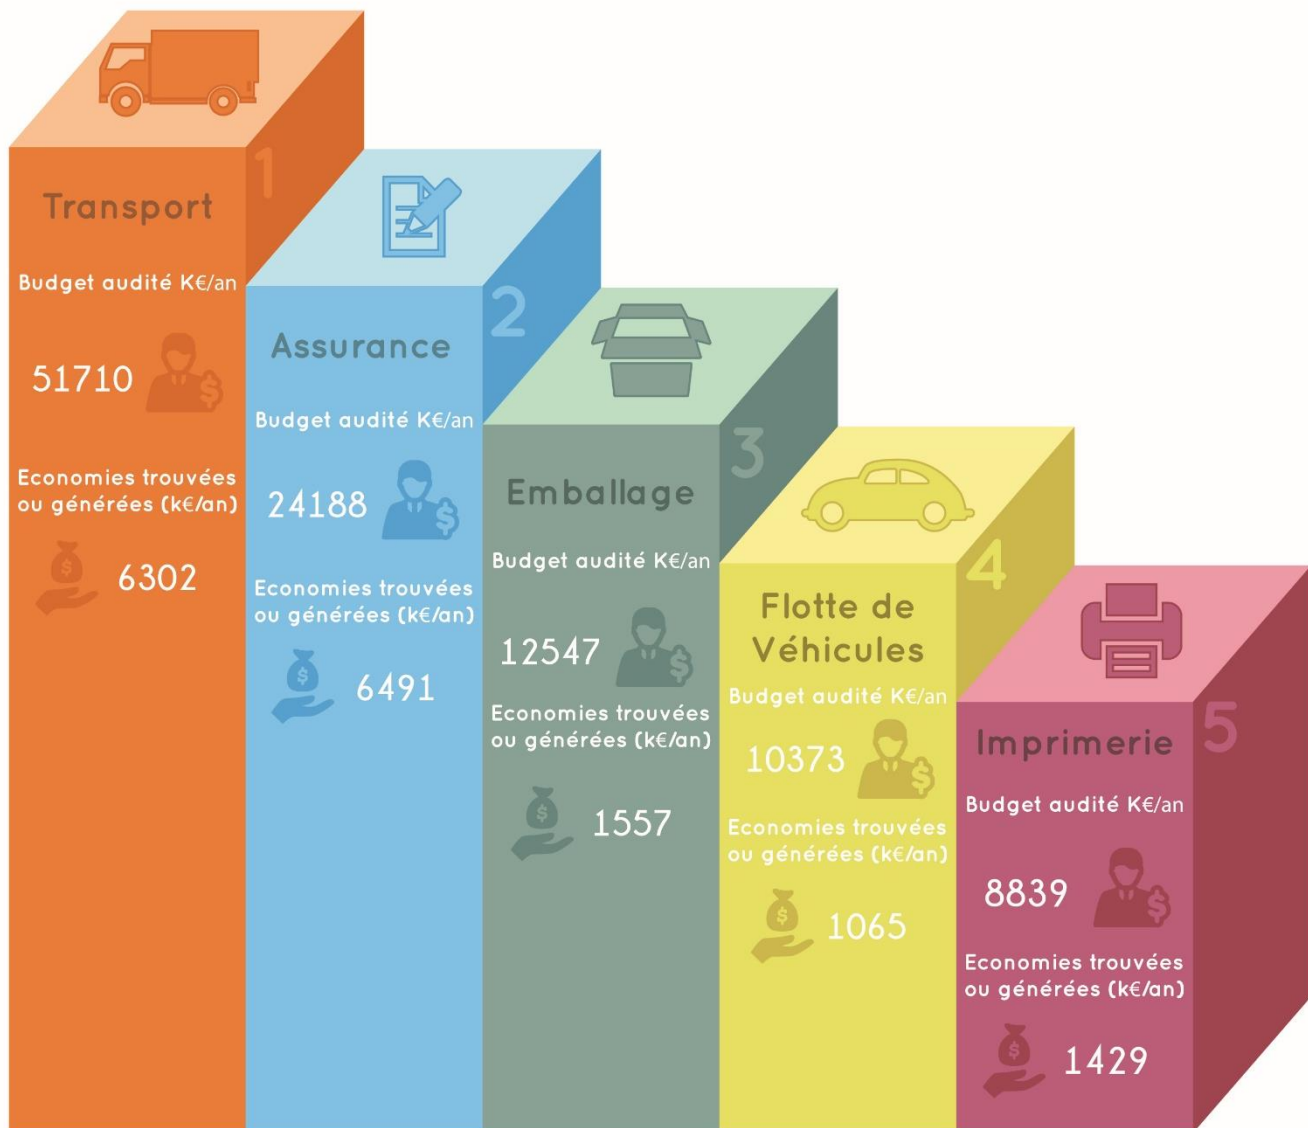 1
Transport
Budget audité K€/an
51710
Economies trouvées
ou générées (k€/an)
$
$
6302
2
Assurance
Budget audité K€/an
24188
$
Economies trouvées
ou générées (k€/an)
$
6491
3
Emballage
Budget audité K€/an
12547
$
Economies trouvées
ou générées (k€/an)
$
1557
4
Flotte de
Véhicules
Budget audité K€/an
10373
$
Economies trouvées
ou générées (k€/an)
$
1065
5
Imprimerie
Budget audité K€/an
8839
$
Economies trouvées
ou générées (k€/an)
$
1429